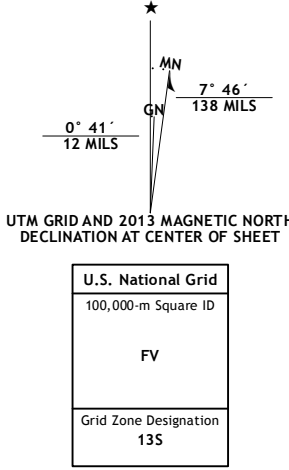 ★
MN
7° 46´
138 MILS
GN
0° 41´
12 MILS
UTM GRID AND 2013 MAGNETIC NORTH
DECLINATION AT CENTER OF SHEET
U.S. National Grid
100,000-m Square ID
FV
Grid Zone Designation
13S